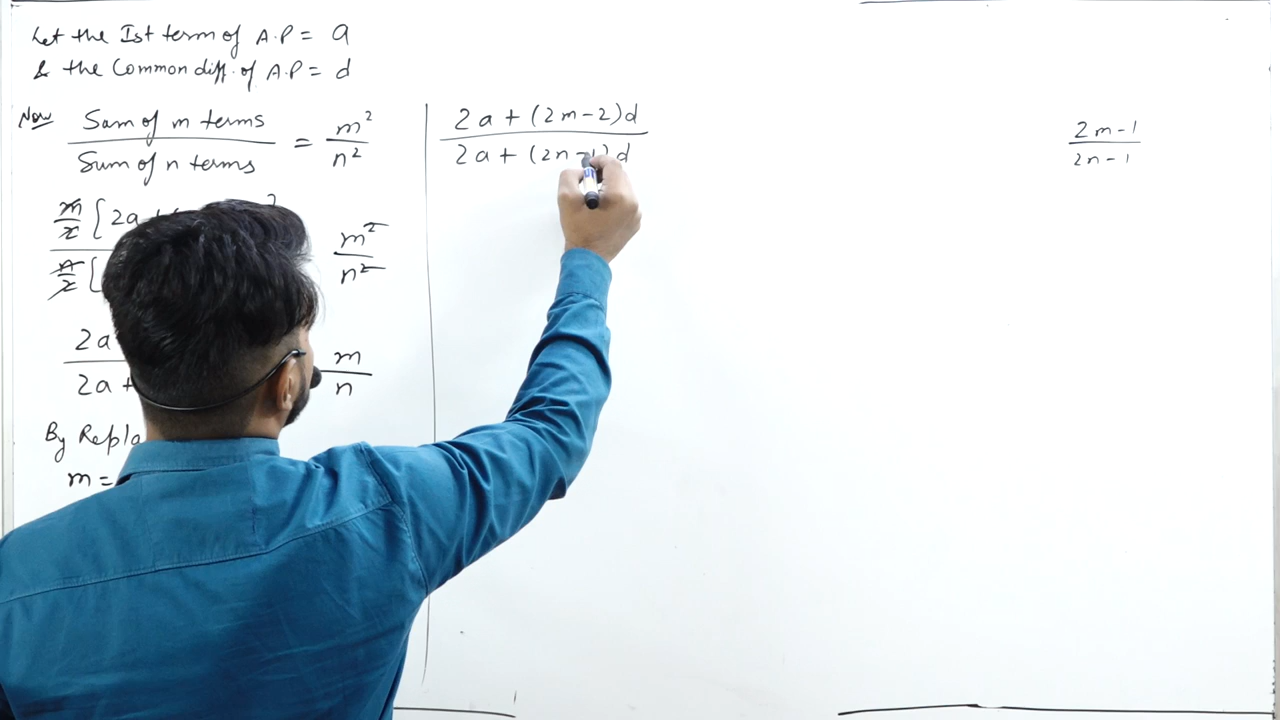 Let the Ist term of A.P = a
& the Common diff. of A.P = d
Now Sum of m terms / Sum of n terms = m² / n²
m/2 [ 2a
n/2 [
m² / n²
2a
2a +
m / n
By Repla
m =
2a + (2m-2)d / 2a + (2n- )d
2m-1 / 2n-1